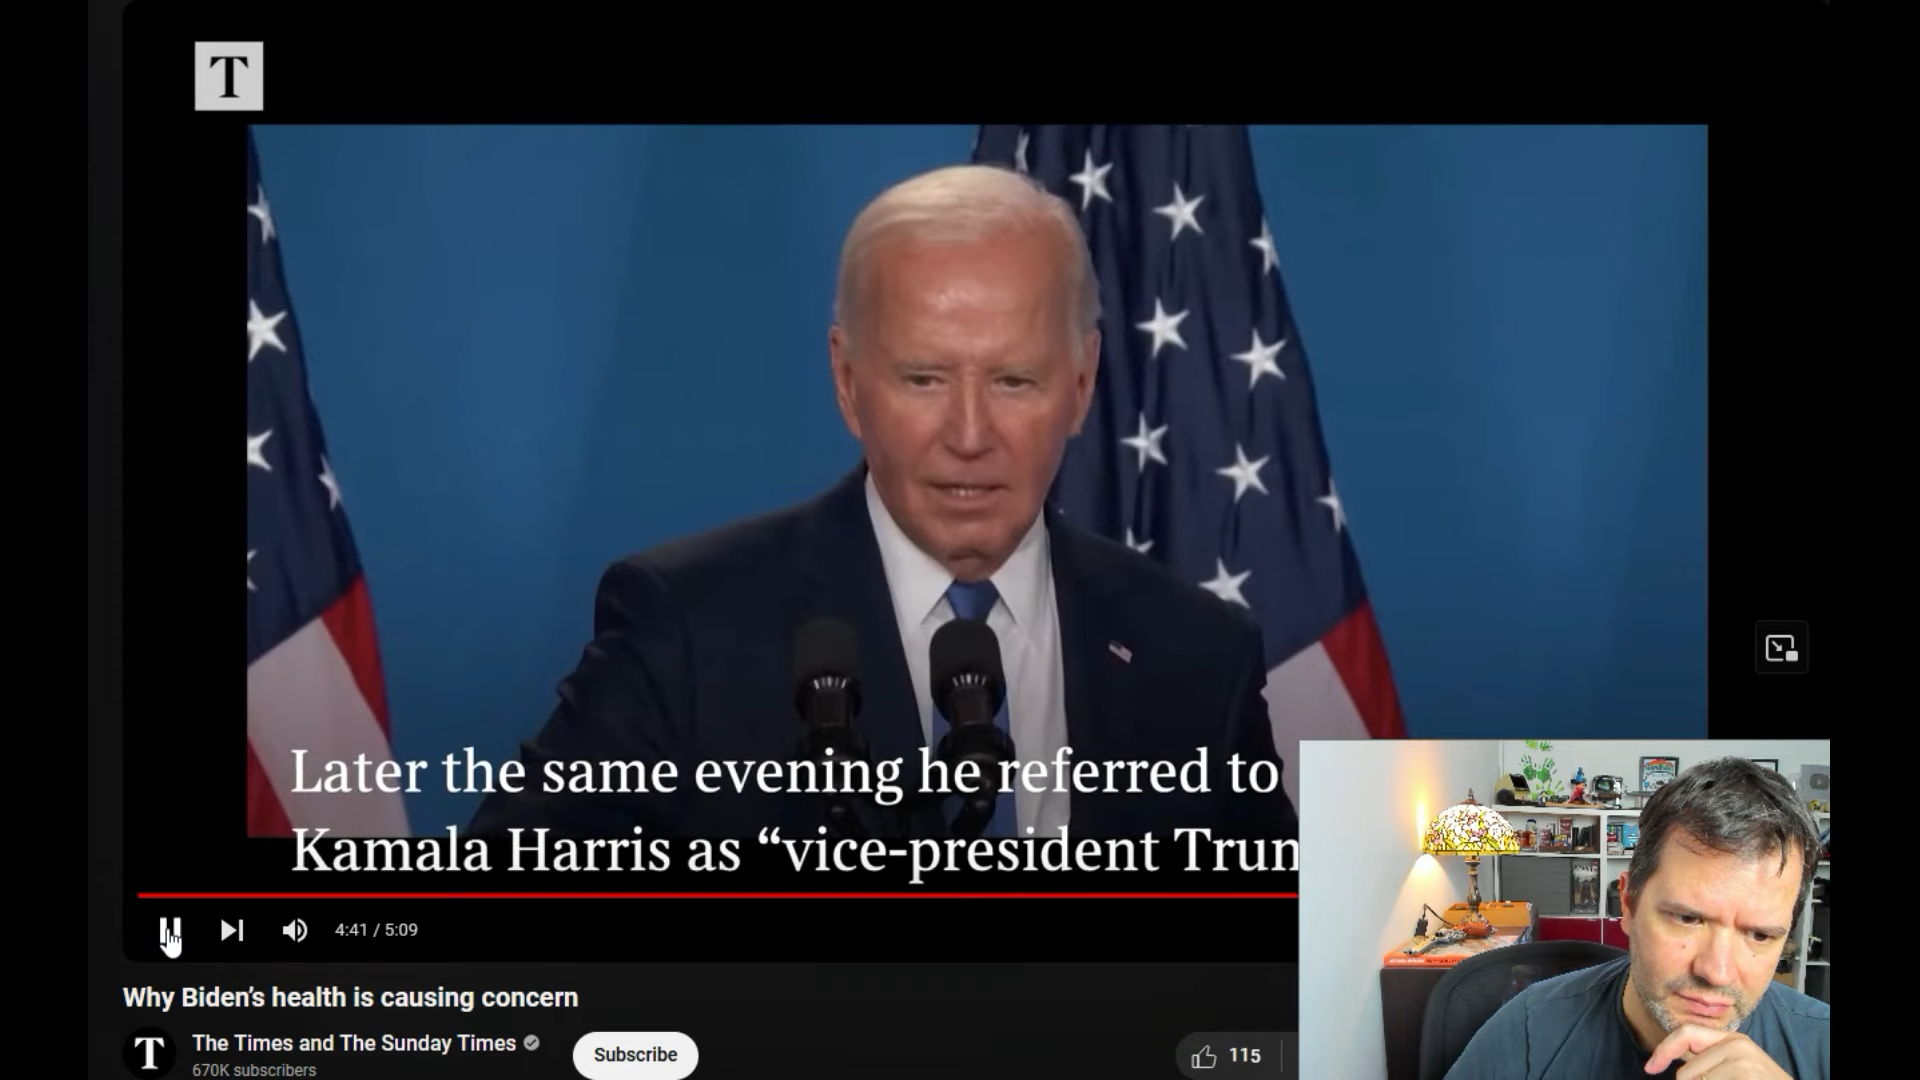 T
Later the same evening he referred to
Kamala Harris as “vice-president Trum
4:41 / 5:09
Why Biden’s health is causing concern
T
The Times and The Sunday Times
670K subscribers
Subscribe
115